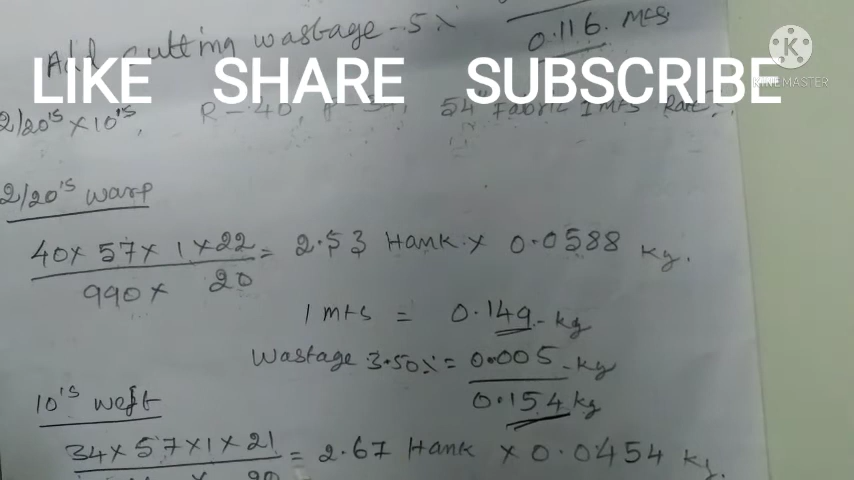 Add cutting wastage - 5%
0.116. Mts
LIKE SHARE SUBSCRIBE
KINEMASTER
2/20'S × 10'S, R - 40, 54" Fabric 1 Mts Rate
2/20'S warp
40 × 57 × 1 × 22 = 2.53 Hank × 0.0588 kg.
990 × 20
1 Mts = 0.149 - kg
Wastage 3.50% = 0.005 - kg
0.154 kg
10'S weft
34 × 57 × 1 × 21 = 2.67 Hank × 0.0454 kg.